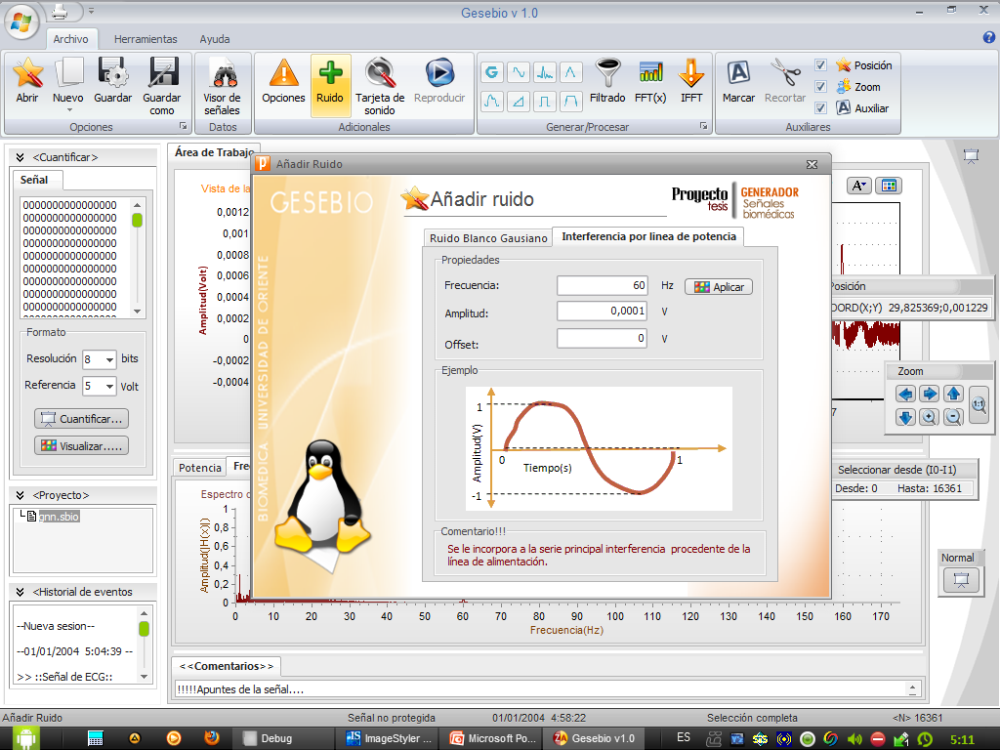 Gesebio v 1.0
Archivo Herramientas Ayuda
Abrir Nuevo Guardar Guardar como
Opciones
Visor de señales
Datos
Opciones Ruido Tarjeta de sonido Reproducir
Adicionales
Filtrado FFT(x) IFFT
Generar/Procesar
Marcar Recortar
Posición
Zoom
Auxiliar
Auxiliares
<Cuantificar>
Señal
0000000000000000
0000000000000000
0000000000000000
0000000000000000
0000000000000000
0000000000000000
0000000000000000
0000000000000000
0000000000000000
0000000000000000
Formato
Resolución 8 bits
Referencia 5 Volt
Cuantificar...
Visualizar.....
<Proyecto>
gnn.sbio
<Historial de eventos
--Nueva sesion--
--01/01/2004 5:04:39 --
>> ::Señal de ECG::
Área de Trabajo
Vista de la
0,0012
0,001
0,0008
0,0006
0,0004
0,0002
0
-0,0002
-0,0004
Amplitud(Volt)
Añadir Ruido
GESEBIO
BIOMEDICA UNIVERSIDAD DE ORIENTE
Añadir ruido
Proyecto tesis
GENERADOR Señales biomédicas
Ruido Blanco Gausiano
Interferencia por linea de potencia
Propiedades
Frecuencia: 60 Hz
Aplicar
Amplitud: 0,0001 V
Offset: 0 V
Ejemplo
1
Amplitud(V)
0
Tiempo(s)
1
-1
Comentario!!!
Se le incorpora a la serie principal interferencia procedente de la
línea de alimentación.
A
Posición
OORD(X;Y) 29,825369;0,001229
Zoom
1:1
7
Seleccionar desde (I0-I1)
Desde: 0 Hasta: 16361
Normal
Potencia
Fre
Espectro d
1
0,8
0,6
0,4
0,2
0
Amplitud(|H(x)|)
0 10 20 30 40 50 60 70 80 90 100 110 120 130 140 150 160 170
Frecuencia(Hz)
<<Comentarios>>
!!!!!Apuntes de la señal....
Añadir Ruido
Señal no protegida
01/01/2004 4:58:22
Selección completa
<N> 16361
Debug
ImageStyler ...
Microsoft Po...
Gesebio v1.0
ES
5:11